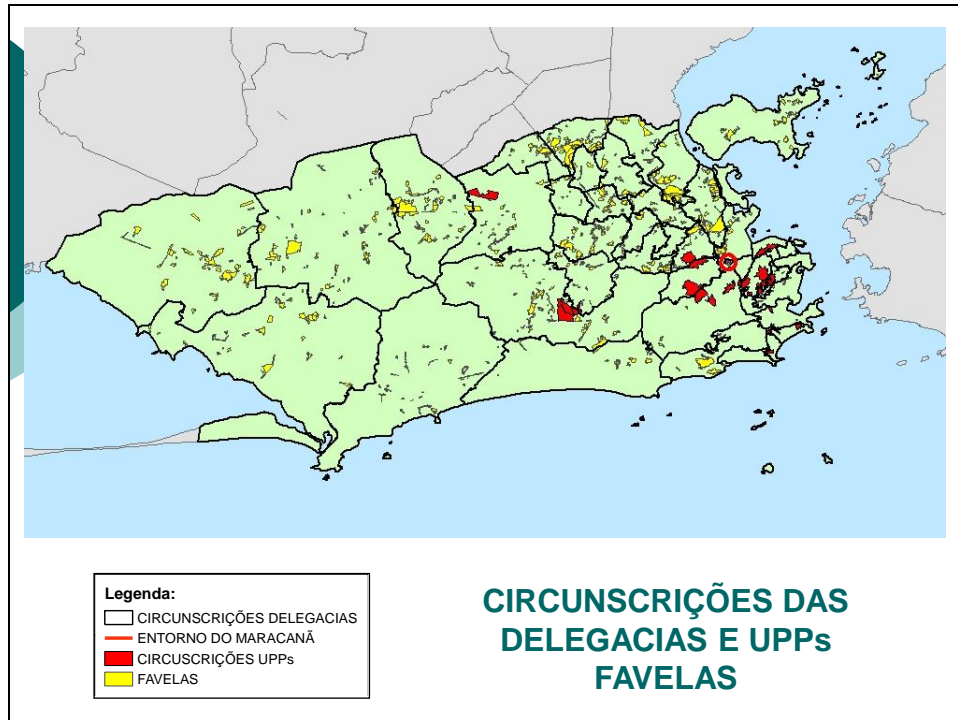 Legenda:
CIRCUNSCRIÇÕES DELEGACIAS
ENTORNO DO MARACANÃ
CIRCUSCRIÇÕES UPPs
FAVELAS
CIRCUNSCRIÇÕES DAS
DELEGACIAS E UPPs
FAVELAS